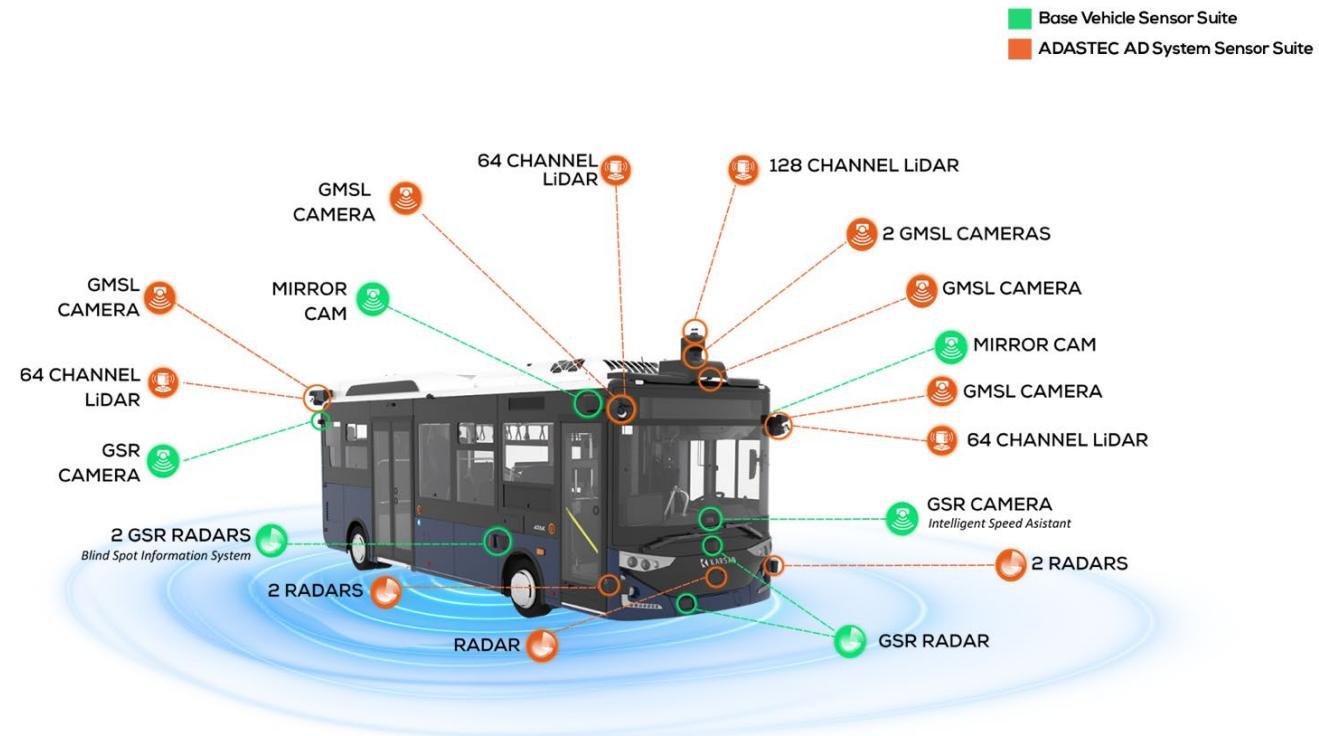 Base Vehicle Sensor Suite
ADASTEC AD System Sensor Suite
64 CHANNEL
LiDAR
128 CHANNEL LiDAR
GMSL
CAMERA
2 GMSL CAMERAS
GMSL
CAMERA
MIRROR
CAM
GMSL CAMERA
MIRROR CAM
64 CHANNEL
LiDAR
GMSL CAMERA
64 CHANNEL LiDAR
GSR
CAMERA
GSR CAMERA
Intelligent Speed Asistant
2 GSR RADARS
Blind Spot Information System
KARSAN
2 RADARS
2 RADARS
RADAR
GSR RADAR